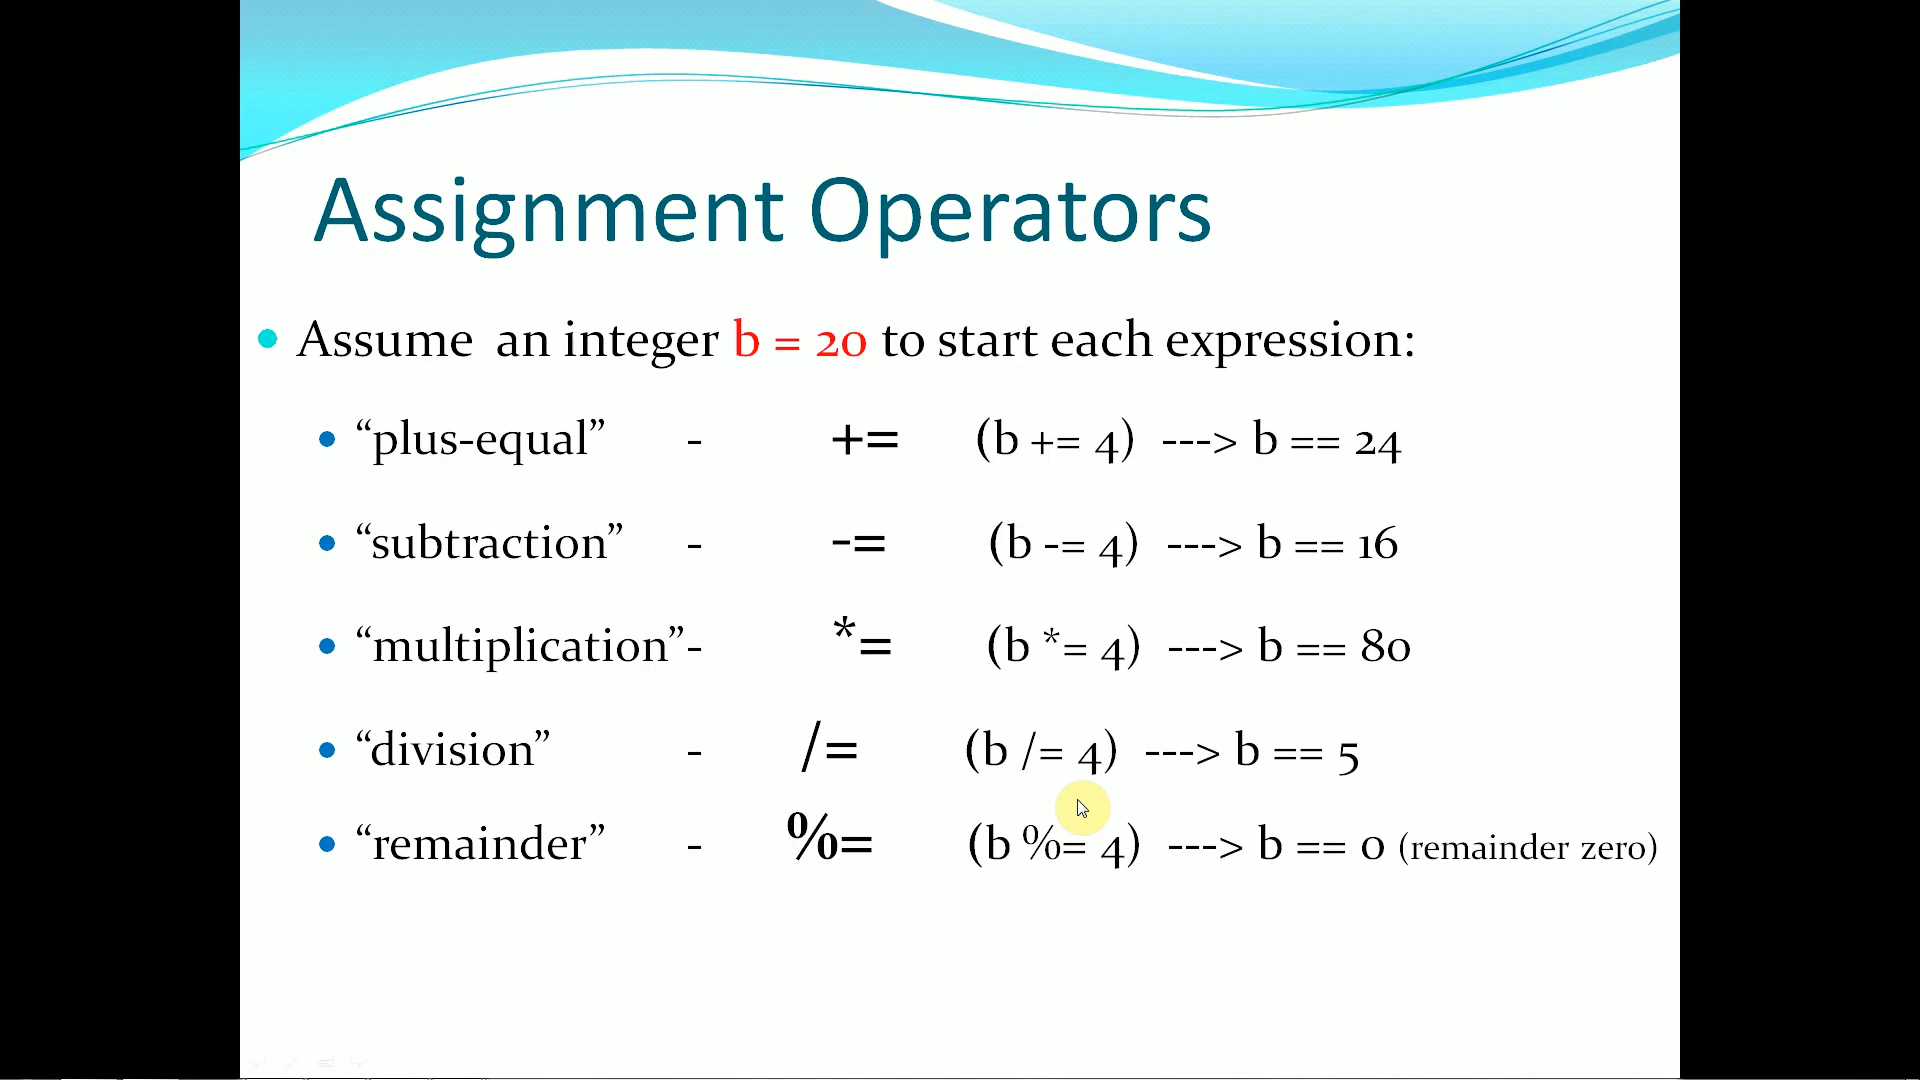 Assignment Operators
Assume an integer b = 20 to start each expression:
“plus-equal” - += (b += 4) ---> b == 24
“subtraction” - -= (b -= 4) ---> b == 16
“multiplication”- *= (b *= 4) ---> b == 80
“division” - /= (b /= 4) ---> b == 5
“remainder” - %= (b %= 4) ---> b == 0 (remainder zero)